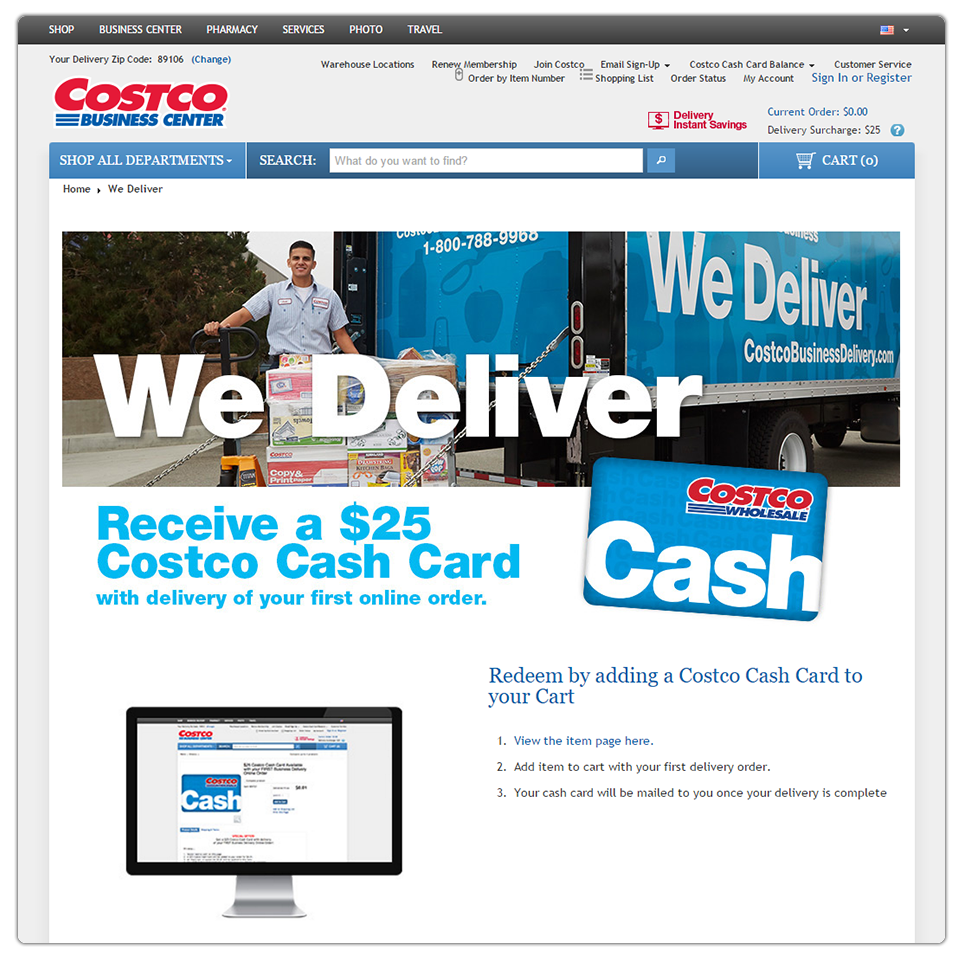 SHOP BUSINESS CENTER PHARMACY SERVICES PHOTO TRAVEL
Your Delivery Zip Code: 89106 (Change)
Warehouse Locations Renew Membership Join Costco Email Sign-Up Costco Cash Card Balance Customer Service
Order by Item Number Shopping List Order Status My Account Sign In or Register
COSTCO
BUSINESS CENTER
$ Delivery
Instant Savings
Current Order: $0.00
Delivery Surcharge: $25 ?
SHOP ALL DEPARTMENTS SEARCH: What do you want to find? CART (0)
Home We Deliver
Business
1-800-788-9968
We Deliver
CostcoBusinessDelivery.com
We Deliver
COSTCO
Copy&
Print Paper
KITCHEN BAGS
COSTCO
WHOLESALE
Cash
Receive a $25
Costco Cash Card
with delivery of your first online order.
Redeem by adding a Costco Cash Card to
your Cart
1. View the item page here.
2. Add item to cart with your first delivery order.
3. Your cash card will be mailed to you once your delivery is complete
COSTCO
$25 Costco Cash Card Available
with your FIRST Business Delivery
Online Order
COSTCO
Cash
SPECIAL OFFER